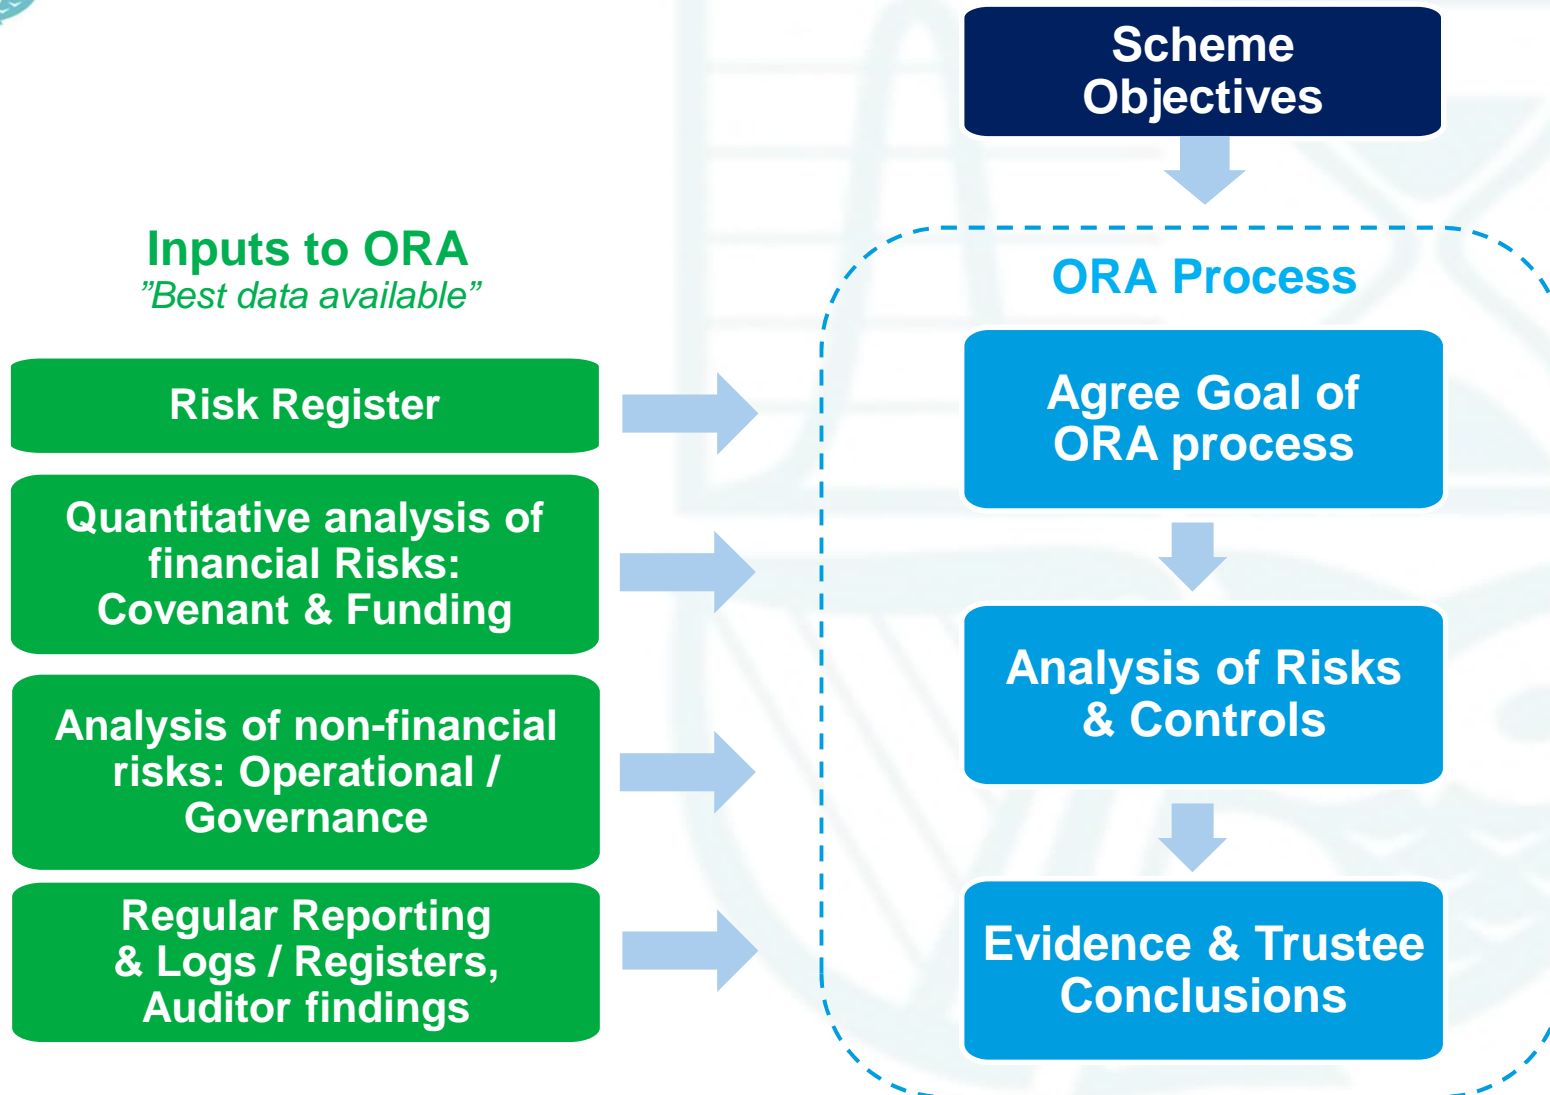 Scheme
Objectives
Inputs to ORA
”Best data available”
Risk Register
Quantitative analysis of
financial Risks:
Covenant & Funding
Analysis of non-financial
risks: Operational /
Governance
Regular Reporting
& Logs / Registers,
Auditor findings
ORA Process
Agree Goal of
ORA process
Analysis of Risks
& Controls
Evidence & Trustee
Conclusions